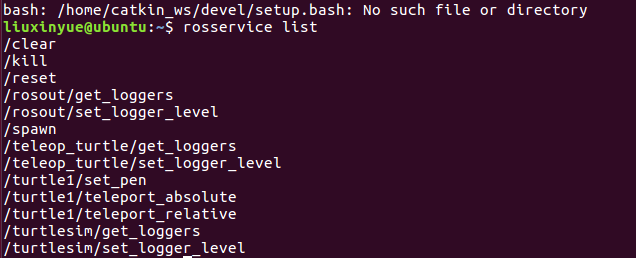 bash: /home/catkin_ws/devel/setup.bash: No such file or directory
liuxinyue@ubuntu:~$ rosservice list
/clear
/kill
/reset
/rosout/get_loggers
/rosout/set_logger_level
/spawn
/teleop_turtle/get_loggers
/teleop_turtle/set_logger_level
/turtle1/set_pen
/turtle1/teleport_absolute
/turtle1/teleport_relative
/turtlesim/get_loggers
/turtlesim/set_logger_level